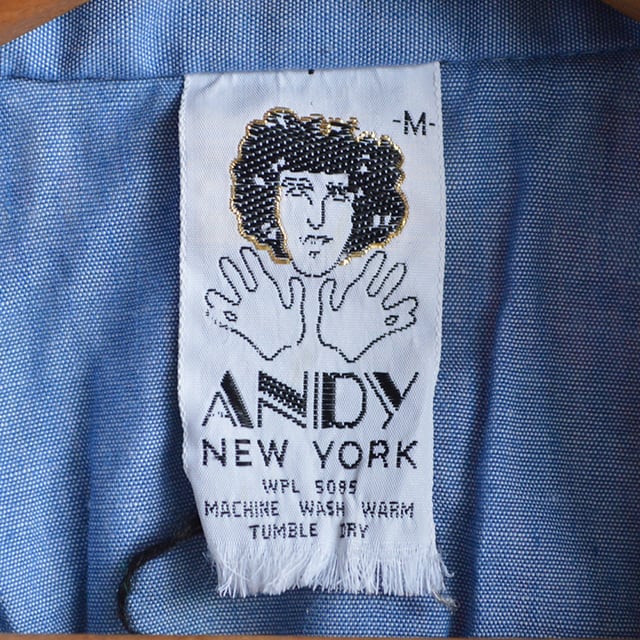 -M-
ANDY
NEW YORK
WPL 5095
MACHINE WASH WARM
TUMBLE DRY